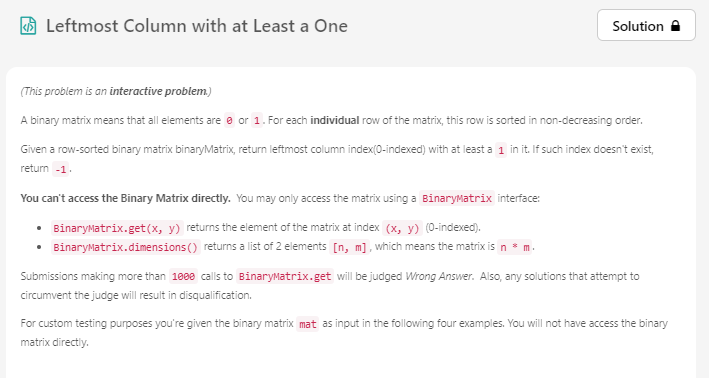 Leftmost Column with at Least a One
Solution
(This problem is an interactive problem.)
A binary matrix means that all elements are 0 or 1. For each individual row of the matrix, this row is sorted in non-decreasing order.
Given a row-sorted binary matrix binaryMatrix, return leftmost column index(0-indexed) with at least a 1 in it. If such index doesn't exist,
return -1.
You can't access the Binary Matrix directly. You may only access the matrix using a BinaryMatrix interface:
• BinaryMatrix.get(x, y) returns the element of the matrix at index (x, y) (0-indexed).
• BinaryMatrix.dimensions() returns a list of 2 elements [n, m], which means the matrix is n * m.
Submissions making more than 1000 calls to BinaryMatrix.get will be judged Wrong Answer. Also, any solutions that attempt to
circumvent the judge will result in disqualification.
For custom testing purposes you're given the binary matrix mat as input in the following four examples. You will not have access the binary
matrix directly.